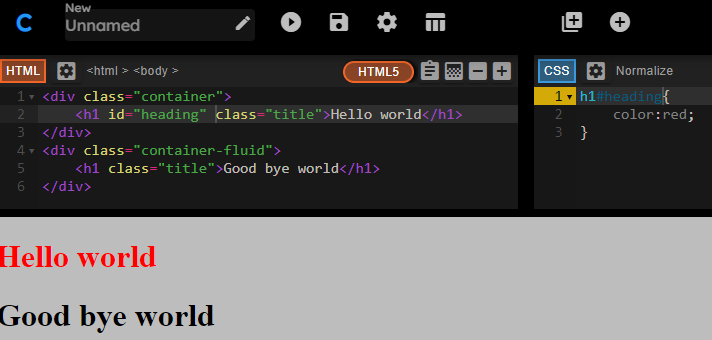 C
New
Unnamed
HTML <html > <body > HTML5
1 <div class="container">
2 <h1 id="heading" class="title">Hello world</h1>
3 </div>
4 <div class="container-fluid">
5 <h1 class="title">Good bye world</h1>
6 </div>
CSS Normalize
1 h1#heading{
2 color:red;
3 }
Hello world
Good bye world